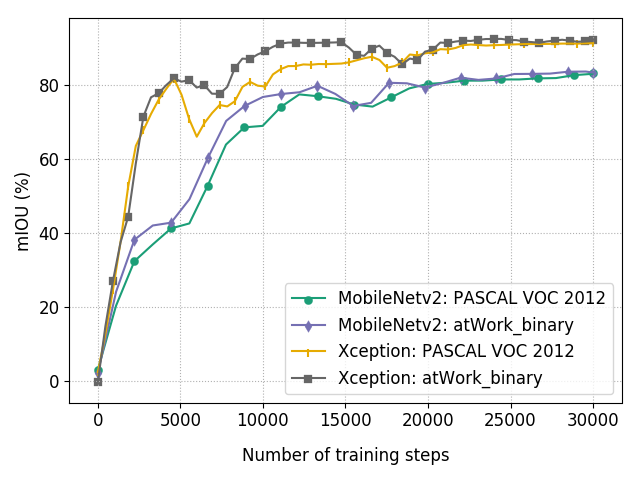 80
60
40
20
0
mIOU (%)
MobileNetv2: PASCAL VOC 2012
MobileNetv2: atWork_binary
Xception: PASCAL VOC 2012
Xception: atWork_binary
0 5000 10000 15000 20000 25000 30000
Number of training steps